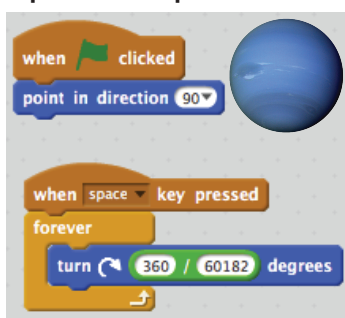 when clicked
point in direction 90
when space key pressed
forever
turn 360 / 60182 degrees